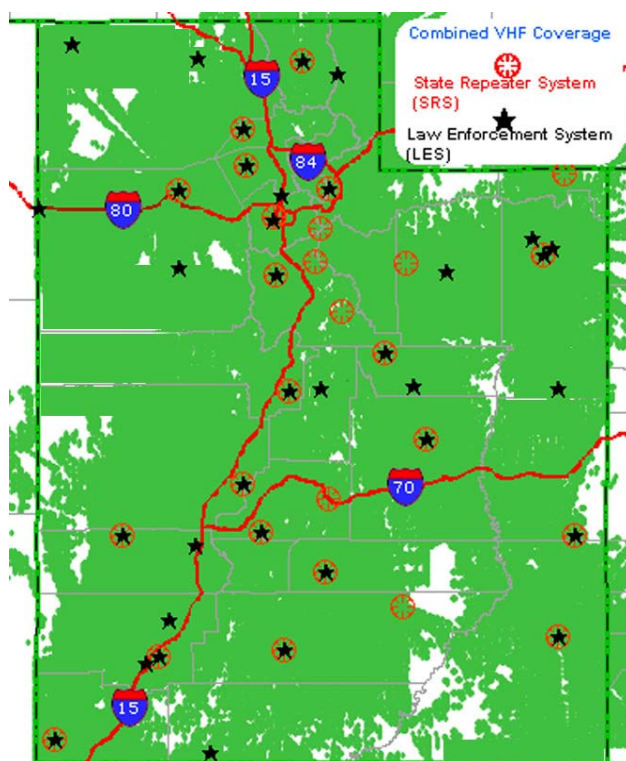 Combined VHF Coverage
State Repeater System
(SRS)
Law Enforcement System
(LES)
15
84
80
70
15